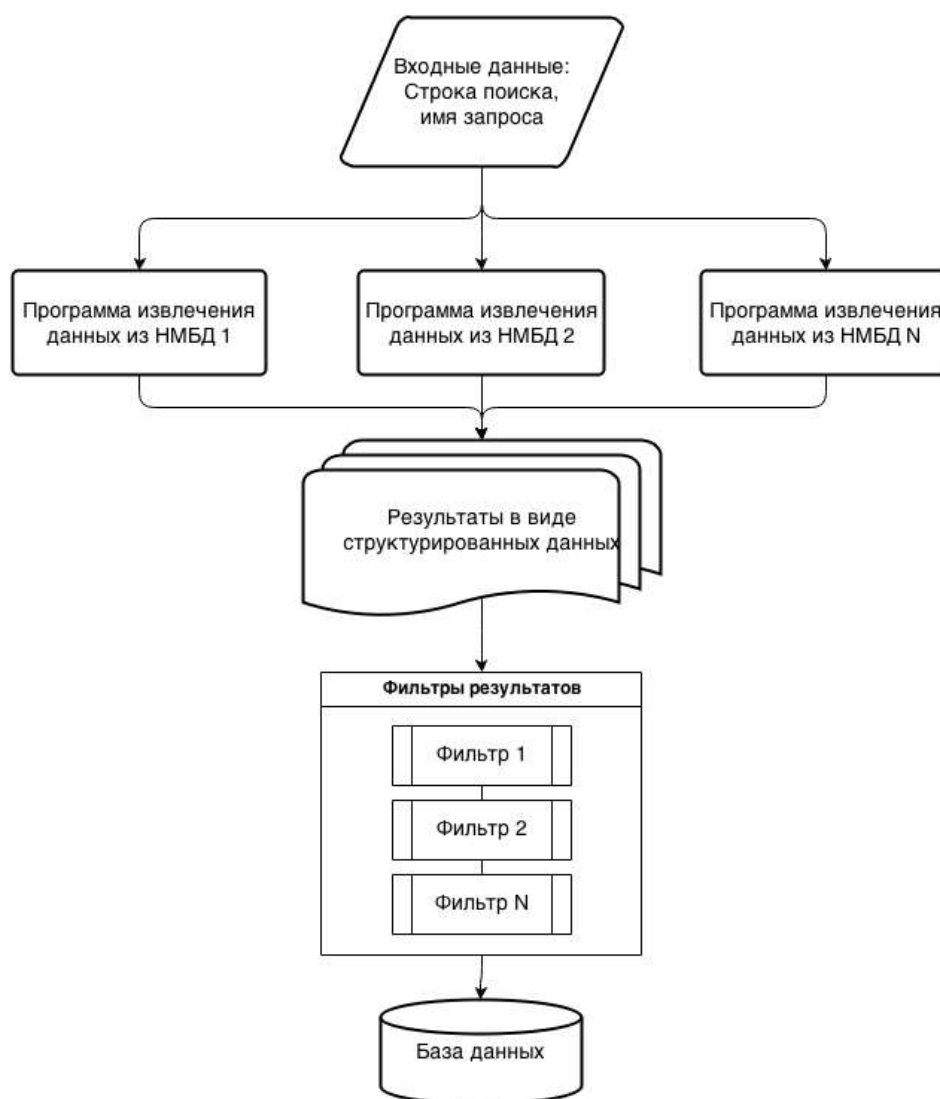 Входные данные:
Строка поиска,
имя запроса
Программа извлечения
данных из НМБД 1
Программа извлечения
данных из НМБД 2
Программа извлечения
данных из НМБД N
Результаты в виде
структурированных данных
Фильтры результатов
Фильтр 1
Фильтр 2
Фильтр N
База данных